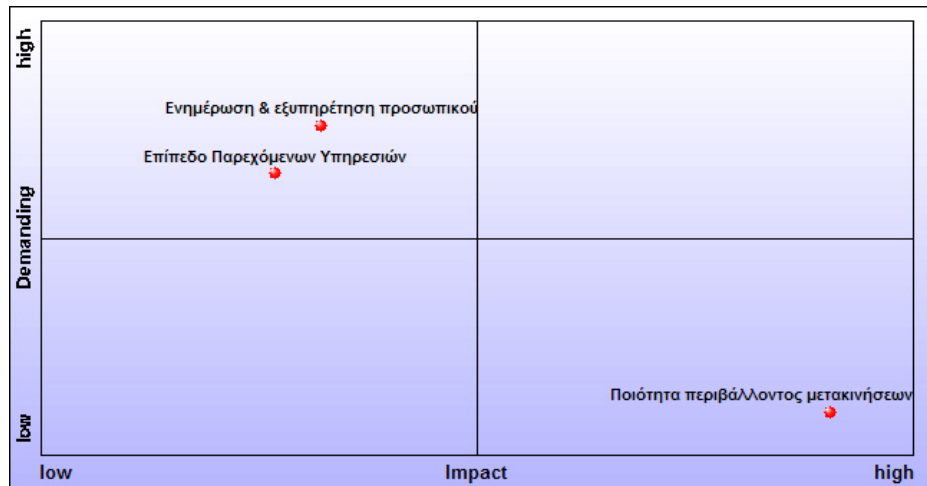 high
Ενημέρωση & εξυπηρέτηση προσωπικού
Επίπεδο Παρεχόμενων Υπηρεσιών
Demanding
Ποιότητα περιβάλλοντος μετακινήσεων
low
low Impact high